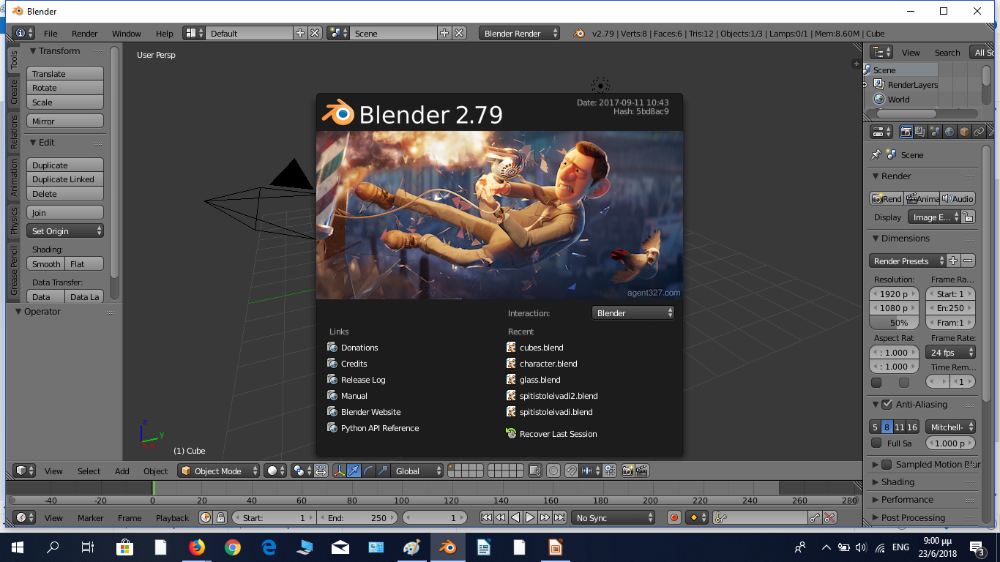 Blender
File Render Window Help Default Scene Blender Render v2.79 | Verts:8 | Faces:6 | Tris:12 | Objects:1/3 | Lamps:0/1 | Mem:8.60M | Cube
Tools
Create
Relations
Animation
Physics
Grease Pencil
Transform
Translate
Rotate
Scale
Mirror
Edit
Duplicate
Duplicate Linked
Delete
Join
Set Origin
Shading:
Smooth Flat
Data Transfer:
Data Data La
Operator
User Persp
Blender 2.79
Date: 2017-09-11 10:43
Hash: 5bd8ac9
agent327.com
Interaction: Blender
Links
Donations
Credits
Release Log
Manual
Blender Website
Python API Reference
Recent
cubes.blend
character.blend
glass.blend
spitistoleivadi2.blend
spitistoleivadi.blend
Recover Last Session
z
y
(1) Cube
View Search All Sc
Scene
RenderLayers
World
Scene
Render
Rend Anima Audio
Display Image E...
Dimensions
Render Presets
Resolution: Frame Ra...
1920 p Start: 1
1080 p En:250
50% Fram:1
Aspect Rat Frame Rate:
: 1.000 24 fps
: 1.000 Time Rem...
1
Anti-Aliasing
5 8 11 16 Mitchell-
Full Sa 1.000 p
Sampled Motion Blur
Shading
Performance
Post Processing
View Select Add Object Object Mode Global
-40 -20 0 20 40 60 80 100 120 140 160 180 200 220 240 260 280
View Marker Frame Playback Start: 1 End: 250 1 No Sync
ENG
9:00 μμ
23/6/2018
3